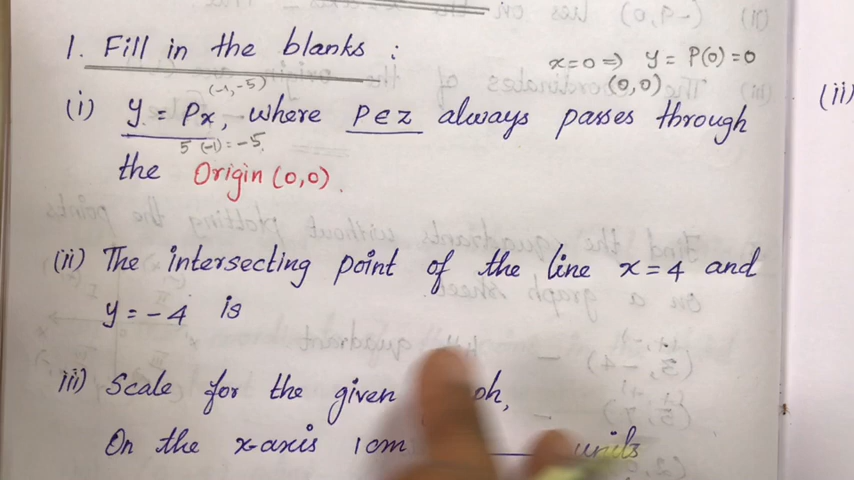 1. Fill in the blanks :
x=0 => y = P(0) = 0
(0,0)
(-1,-5)
(i) y = Px, where P∈z always passes through
5(-1)=-5
the Origin (0,0).
(ii) The intersecting point of the line x=4 and
y = -4 is
iii) Scale for the given
On the x-axis 1cm units
(ii)